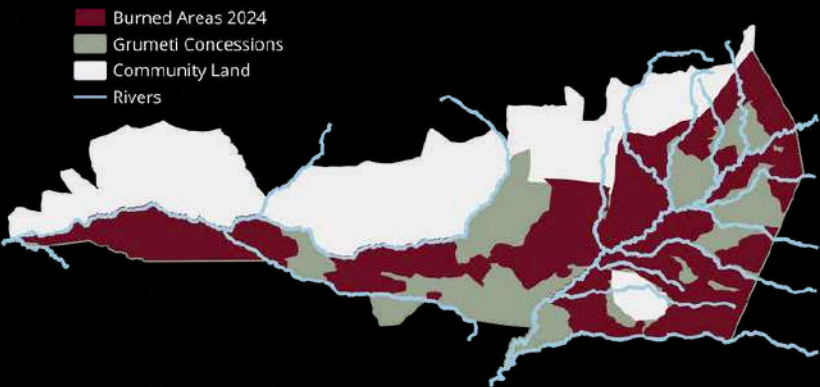 Burned Areas 2024
Grumeti Concessions
Community Land
Rivers